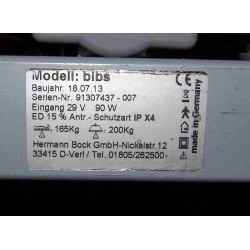 Modell: bibs
Baujahr: 18.07.13
Serien-Nr. 91307437 - 007
Eingang 29 V 90 W
ED 15 % Antr.- Schutzart IP X4
165Kg 200Kg
Hermann Bock GmbH-Nickelstr.12
33415 D-Verl / Tel. 01805/262500-
CE
made in Germany